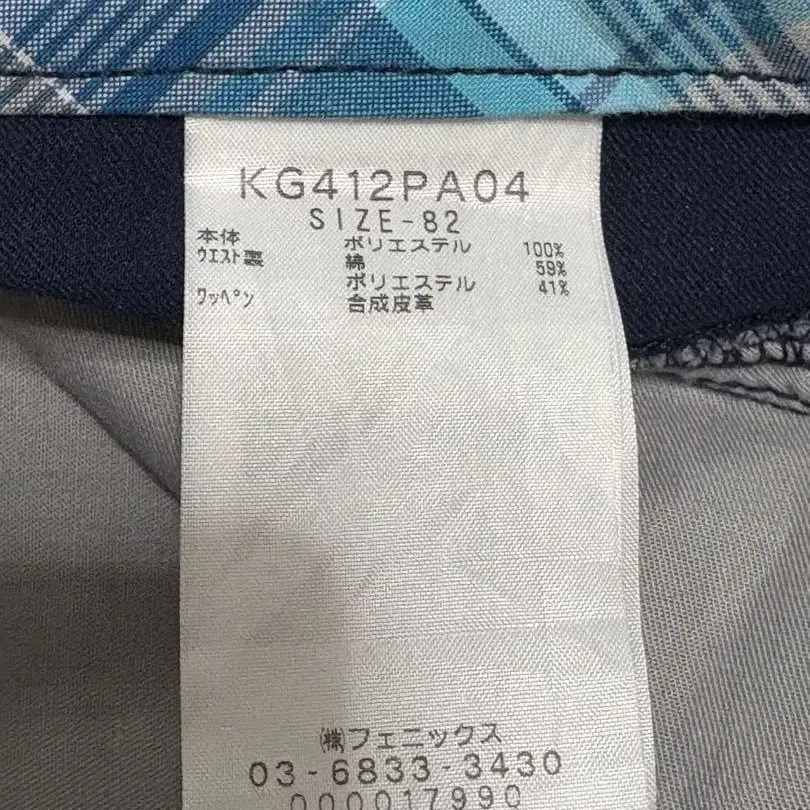 KG412PA04
SIZE-82
本体 ポリエステル 100%
ウエスト裏 綿 59%
ポリエステル 41%
ワッペン 合成皮革
㈱フェニックス
03-6833-3430
000017990